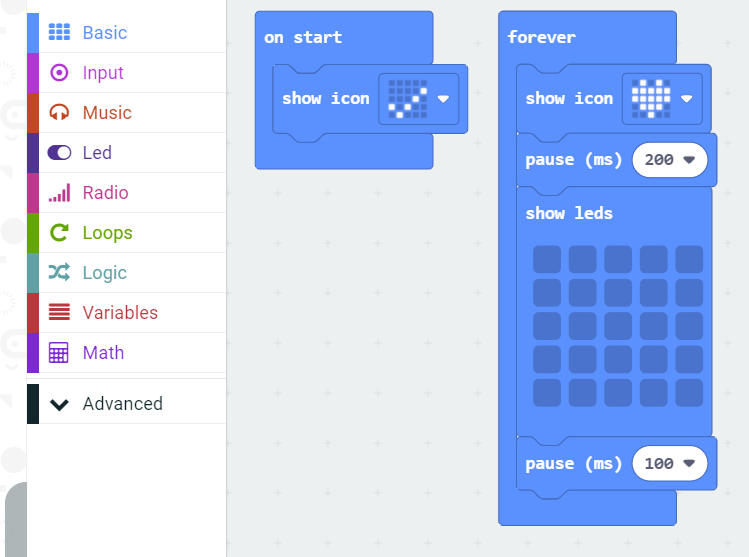 Basic
Input
Music
Led
Radio
Loops
Logic
Variables
Math
Advanced
on start
show icon
forever
show icon
pause (ms) 200
show leds
pause (ms) 100